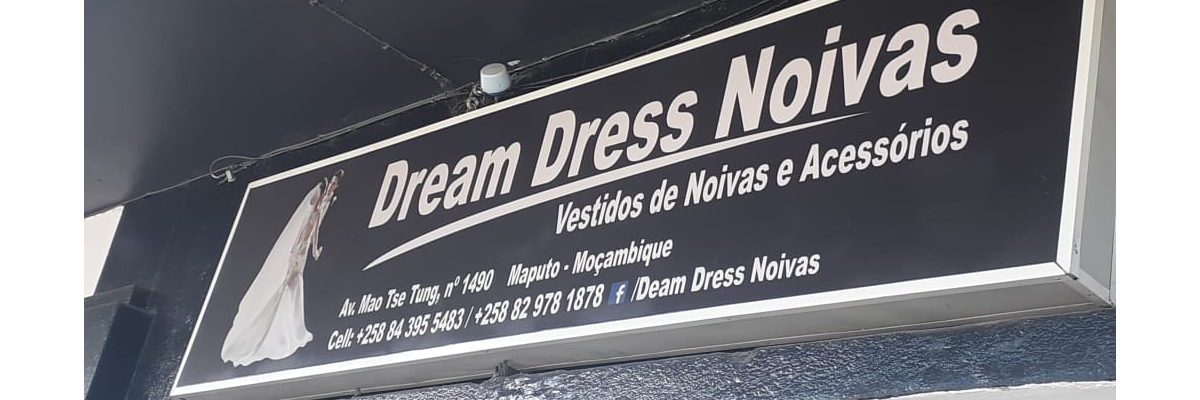 Dream Dress Noivas
Vestidos de Noivas e Acessórios
Av. Mao Tse Tung, nº 1490 Maputo - Moçambique
Cell: +258 84 395 5483 / +258 82 978 1878 f /Deam Dress Noivas